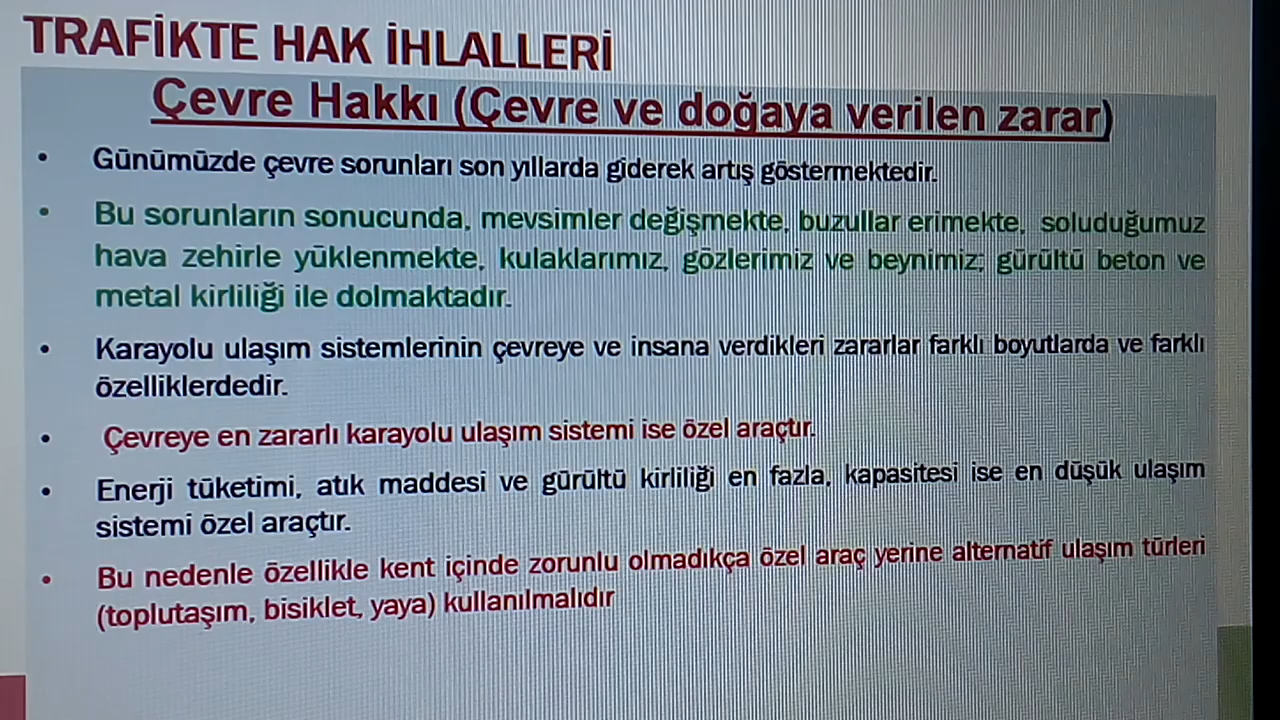 TRAFİKTE HAK İHLALLERİ
Çevre Hakkı (Çevre ve doğaya verilen zarar)
• Günümüzde çevre sorunları son yıllarda giderek artış göstermektedir.
• Bu sorunların sonucunda, mevsimler değişmekte, buzullar erimekte, soluduğumuz
hava zehirle yüklenmekte, kulaklarımız, gözlerimiz ve beynimiz; gürültü beton ve
metal kirliliği ile dolmaktadır.
• Karayolu ulaşım sistemlerinin çevreye ve insana verdikleri zararlar farklı boyutlarda ve farklı
özelliklerdedir.
• Çevreye en zararlı karayolu ulaşım sistemi ise özel araçtır.
• Enerji tüketimi, atık maddesi ve gürültü kirliliği en fazla, kapasitesi ise en düşük ulaşım
sistemi özel araçtır.
• Bu nedenle özellikle kent içinde zorunlu olmadıkça özel araç yerine alternatif ulaşım türleri
(toplutaşım, bisiklet, yaya) kullanılmalıdır